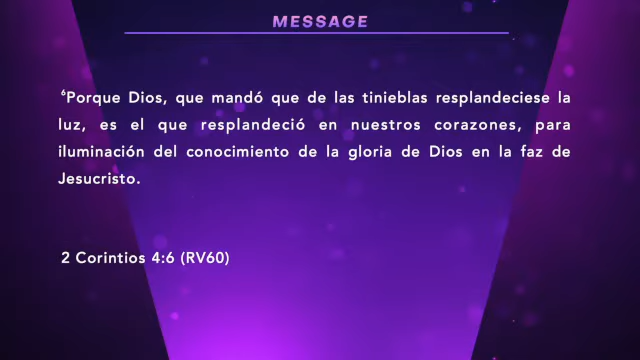 MESSAGE
⁶Porque Dios, que mandó que de las tinieblas resplandeciese la
luz, es el que resplandeció en nuestros corazones, para
iluminación del conocimiento de la gloria de Dios en la faz de
Jesucristo.
2 Corintios 4:6 (RV60)